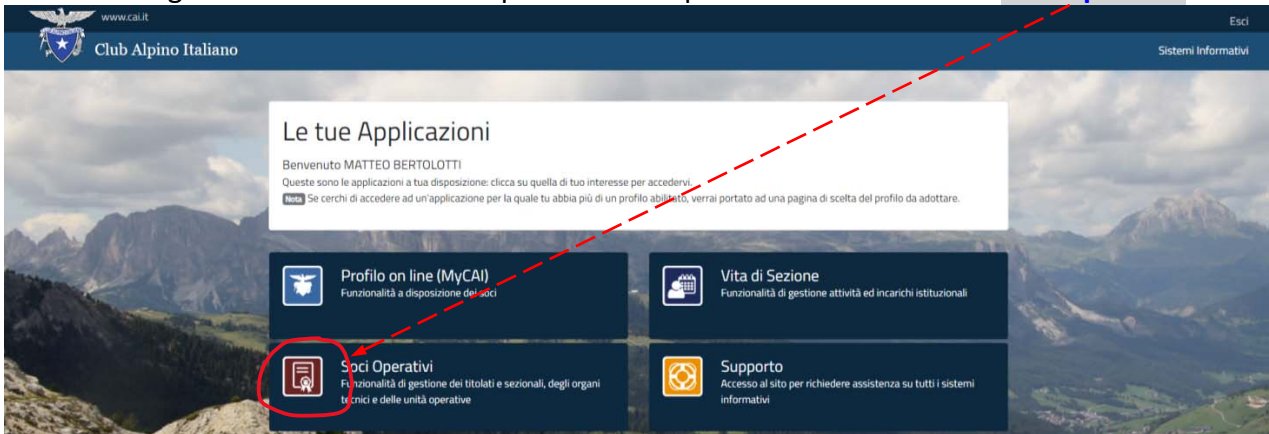 www.cai.it
Esci
Club Alpino Italiano
Sistemi Informativi
Le tue Applicazioni
Benvenuto MATTEO BERTOLOTTI
Queste sono le applicazioni a tua disposizione: clicca su quella di tuo interesse per accedervi.
Nota Se cerchi di accedere ad un'applicazione per la quale tu abbia più di un profilo abilitato, verrai portato ad una pagina di scelta del profilo da adottare.
Profilo on line (MyCAI)
Funzionalità a disposizione dei soci
Vita di Sezione
Funzionalità di gestione attività ed incarichi istituzionali
Soci Operativi
Funzionalità di gestione dei titolati e sezionali, degli organi
tecnici e delle unità operative
Supporto
Accesso al sito per richiedere assistenza su tutti i sistemi
informativi